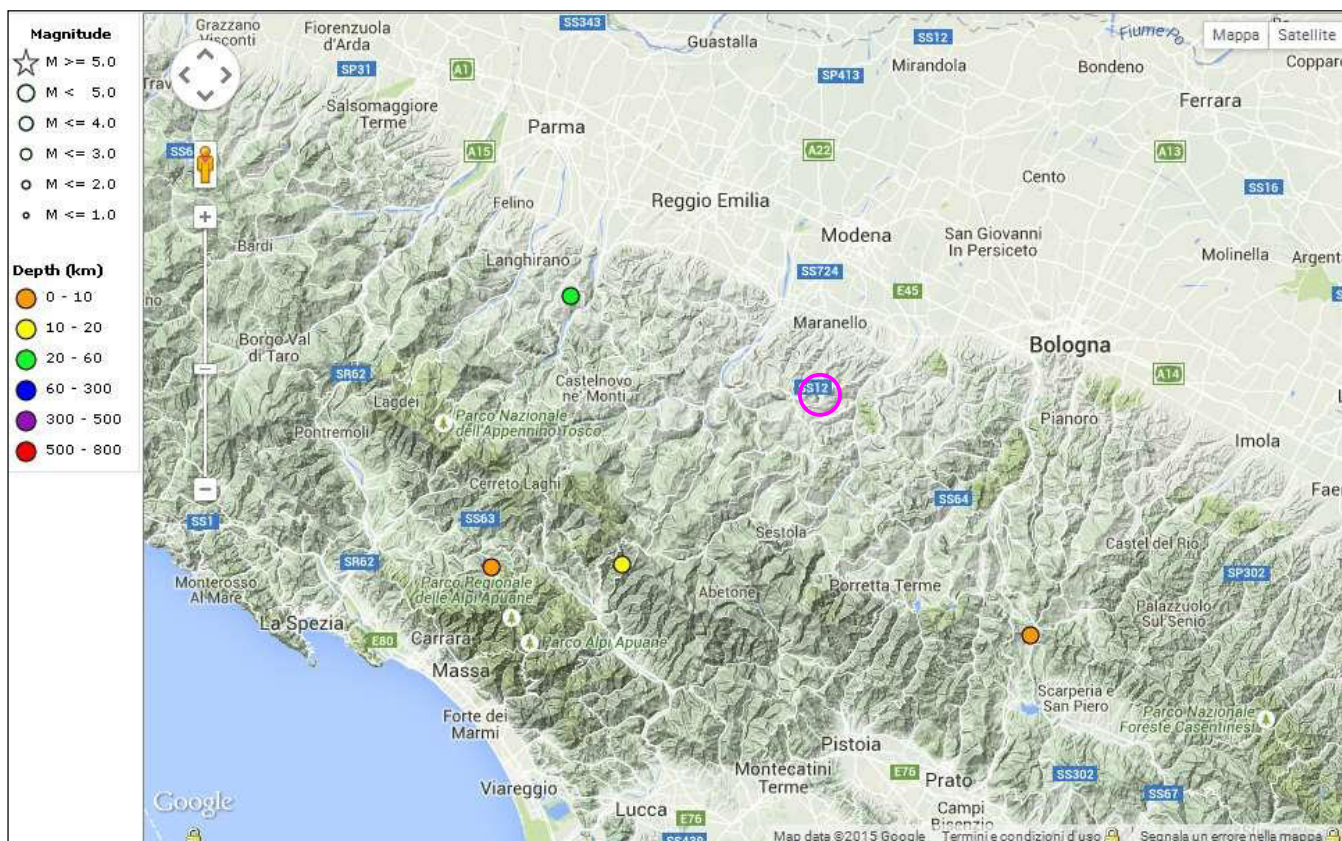 Magnitude
M >= 5.0
M < 5.0
M <= 4.0
M <= 3.0
M <= 2.0
M <= 1.0
Depth (km)
0 - 10
10 - 20
20 - 60
60 - 300
300 - 500
500 - 800
Grazzano
Visconti
Fiorenzuola
d'Arda
SS343
Guastalla
SS12
Fiume Po
Mappa
Satellite
SP31
A1
SP413
Mirandola
Bondeno
Coppar
Trav
Salsomaggiore
Terme
Parma
Ferrara
SS6
A15
A22
A13
Cento
SS16
Felino
Reggio Emilia
Modena
San Giovanni
In Persiceto
Molinella
Argent
Bardi
Langhirano
SS724
E45
no
Maranello
Borgo Val
di Taro
Bologna
SR62
Castelnovo
ne' Monti
SS12
A14
Lagdei
Parco Nazionale
dell'Appennino Tosco
Pianoro
Pontremoli
Imola
Cerreto Laghi
Fae
SS1
SS63
SS64
Sestola
Castel del Rio
SR62
SP302
Monterosso
Al Mare
Parco Regionale
delle Alpi Apuane
Abetone
Porretta Terme
Palazzuolo
Sul Senio
La Spezia
E80
Carrara
Parco Alpi Apuane
Massa
Scarperia e
San Piero
Parco Nazionale
Foreste Casentinesi
Forte dei
Marmi
Pistoia
Montecatini
Terme
E76
Prato
SS302
SS67
Viareggio
Google
Lucca
E76
Campi
Bisenzio
SS439
Map data ©2015 Google
Termini e condizioni d'uso
Segnala un errore nella mappa